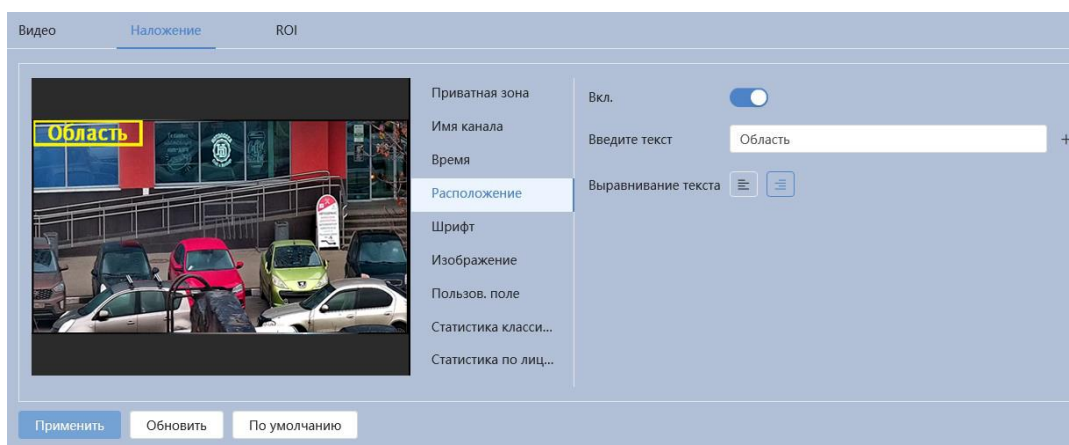 Видео Наложение ROI
Область
Приватная зона
Имя канала
Время
Расположение
Шрифт
Изображение
Пользов. поле
Статистика класси...
Статистика по лиц...
Вкл.
Введите текст Область +
Выравнивание текста
Применить Обновить По умолчанию